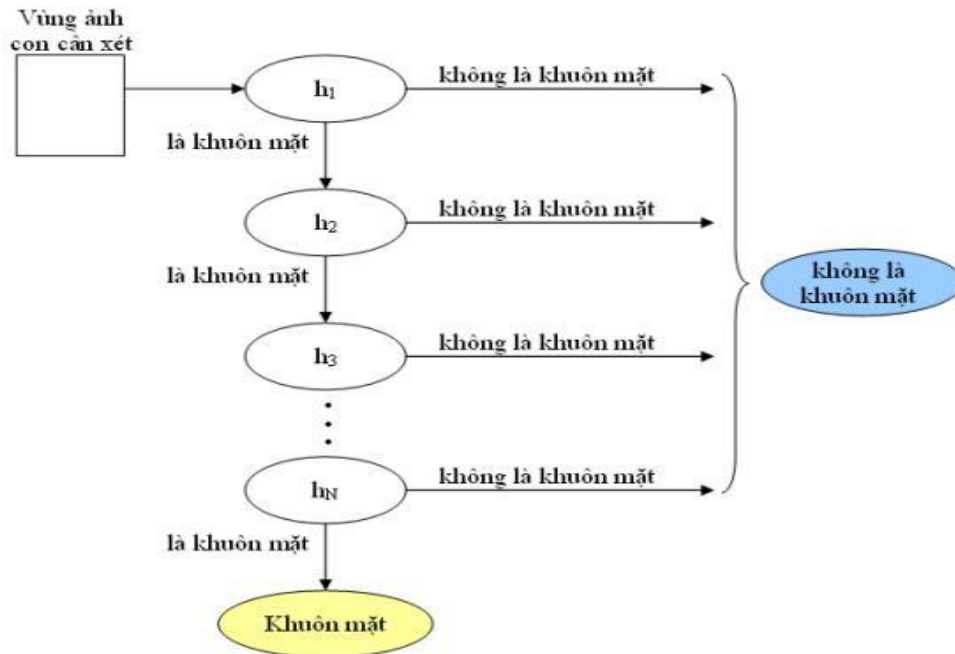 Vùng ảnh
con cần xét
h1
không là khuôn mặt
là khuôn mặt
h2
không là khuôn mặt
là khuôn mặt
không là
khuôn mặt
h3
không là khuôn mặt
hN
không là khuôn mặt
là khuôn mặt
Khuôn mặt